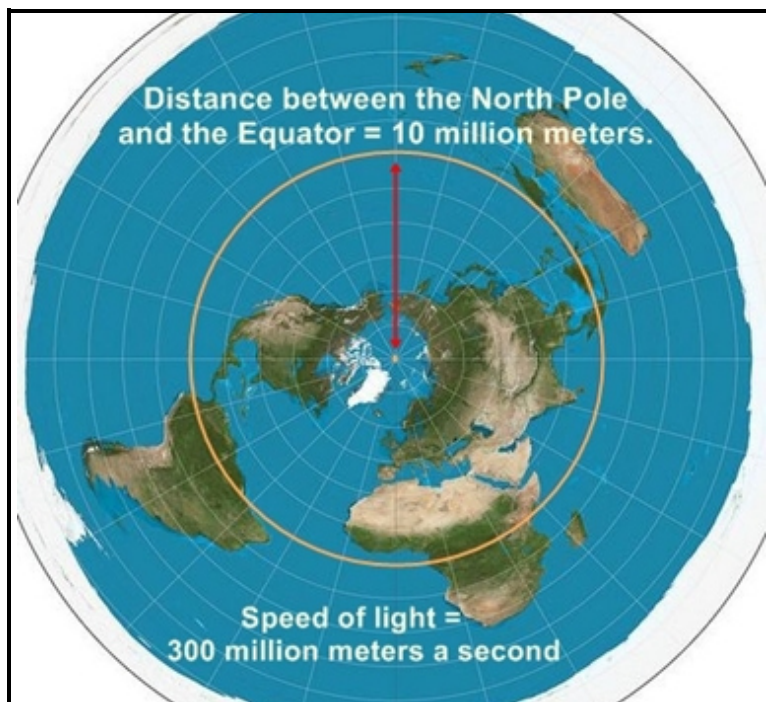 Distance between the North Pole
and the Equator = 10 million meters.
Speed of light =
300 million meters a second